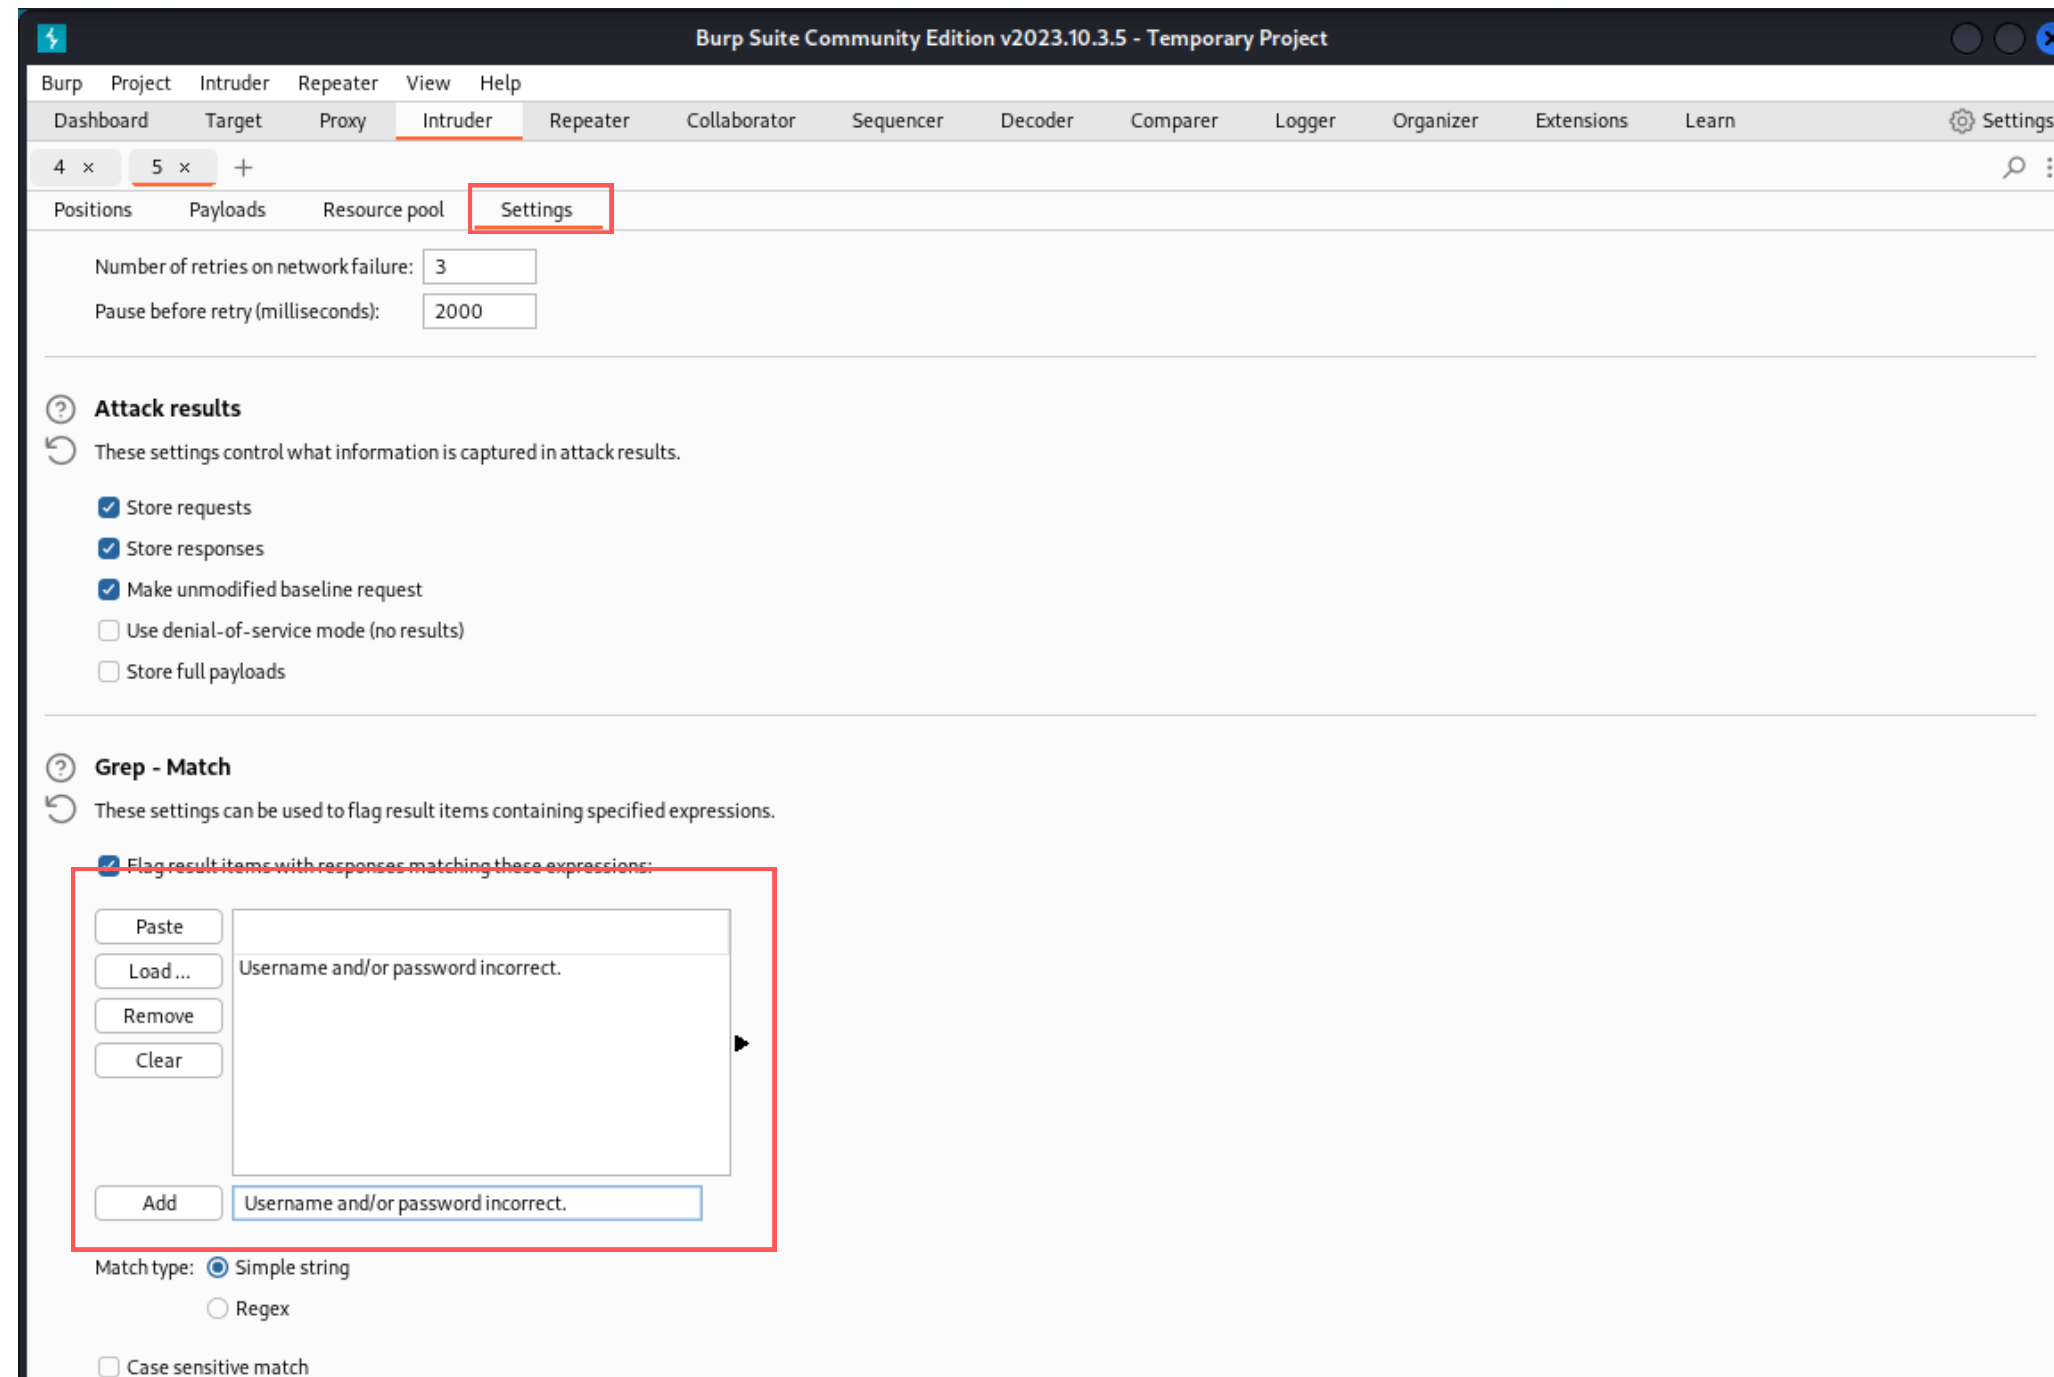 Burp Suite Community Edition v2023.10.3.5 - Temporary Project
Burp Project Intruder Repeater View Help
Dashboard Target Proxy Intruder Repeater Collaborator Sequencer Decoder Comparer Logger Organizer Extensions Learn Settings
4 × 5 × +
Positions Payloads Resource pool Settings
Number of retries on network failure: 3
Pause before retry (milliseconds): 2000
Attack results
These settings control what information is captured in attack results.
Store requests
Store responses
Make unmodified baseline request
Use denial-of-service mode (no results)
Store full payloads
Grep - Match
These settings can be used to flag result items containing specified expressions.
Flag result items with responses matching these expressions:
Paste
Load ... Username and/or password incorrect.
Remove
Clear
Add Username and/or password incorrect.
Match type: Simple string
Regex
Case sensitive match